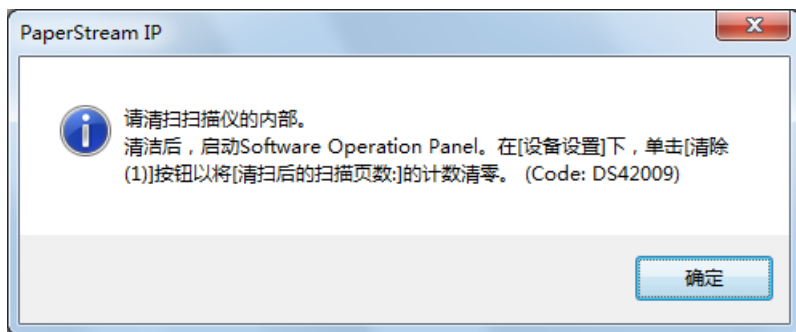 PaperStream IP
请清扫扫描仪的内部。
清洁后，启动Software Operation Panel。在[设备设置]下，单击[清除
(1)]按钮以将[清扫后的扫描页数:]的计数清零。 (Code: DS42009)
确定